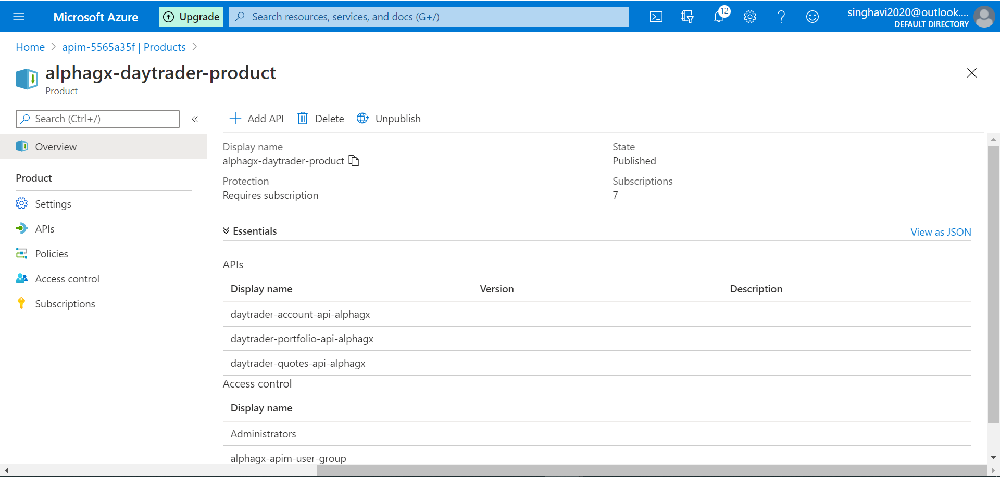 Microsoft Azure
Upgrade
Search resources, services, and docs (G+/)
12
singhavi2020@outlook....
DEFAULT DIRECTORY
Home > apim-5565a35f | Products >
alphagx-daytrader-product
Product
Search (Ctrl+/)
«
Add API
Delete
Unpublish
Overview
Product
Settings
APIs
Policies
Access control
Subscriptions
Display name
alphagx-daytrader-product
State
Published
Protection
Requires subscription
Subscriptions
7
Essentials
View as JSON
APIs
Display name Version Description
daytrader-account-api-alphagx
daytrader-portfolio-api-alphagx
daytrader-quotes-api-alphagx
Access control
Display name
Administrators
alphagx-apim-user-group